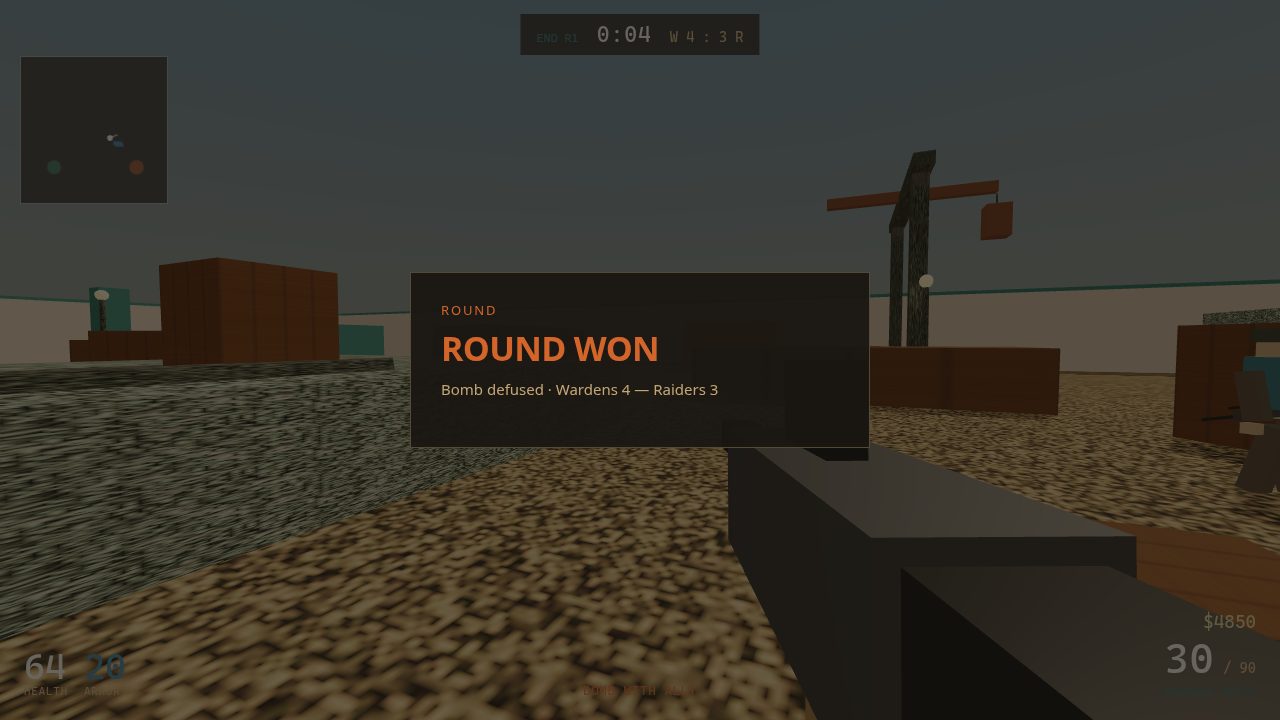 END R1 0:04 W 4 : 3 R
ROUND
ROUND WON
Bomb defused · Wardens 4 — Raiders 3
$4850
64 20
30 / 90
HEALTH ARMOR